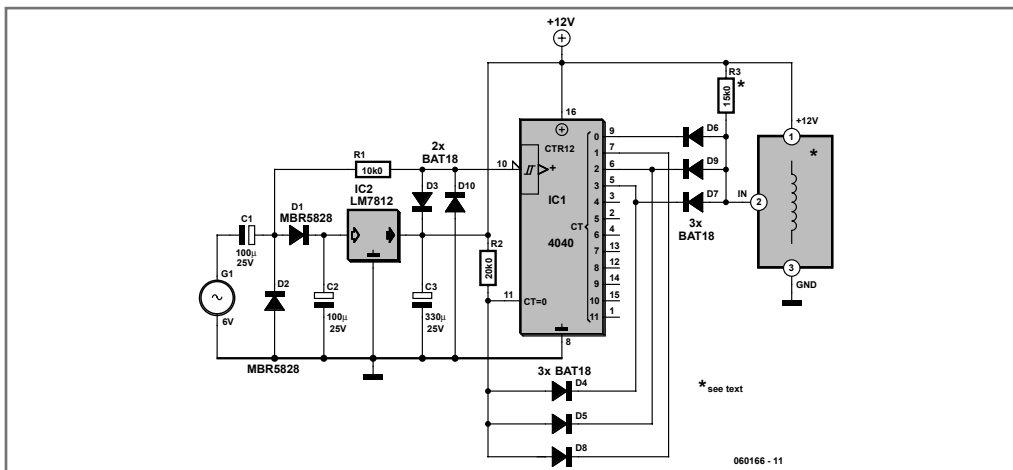 +12V
R3
*
15k0
16
+12V
1
*
CTR12
9
0
D6
7
1
2x
BAT18
R1
10k0
10
+
6
2
D9
5
3
IC1
IN
2
4
3
D7
IC2
LM7812
D3
D10
D1
MBR5828
2
5
CT
4
6
3x
BAT18
C1
100µ
25V
4040
R2
20k0
13
7
12
8
3
GND
14
9
D2
C2
100µ
25V
C3
330µ
25V
11
CT=0
15
10
1
11
G1
6V
8
MBR5828
3x BAT18
D4
* see text
D5
D8
060166 - 11